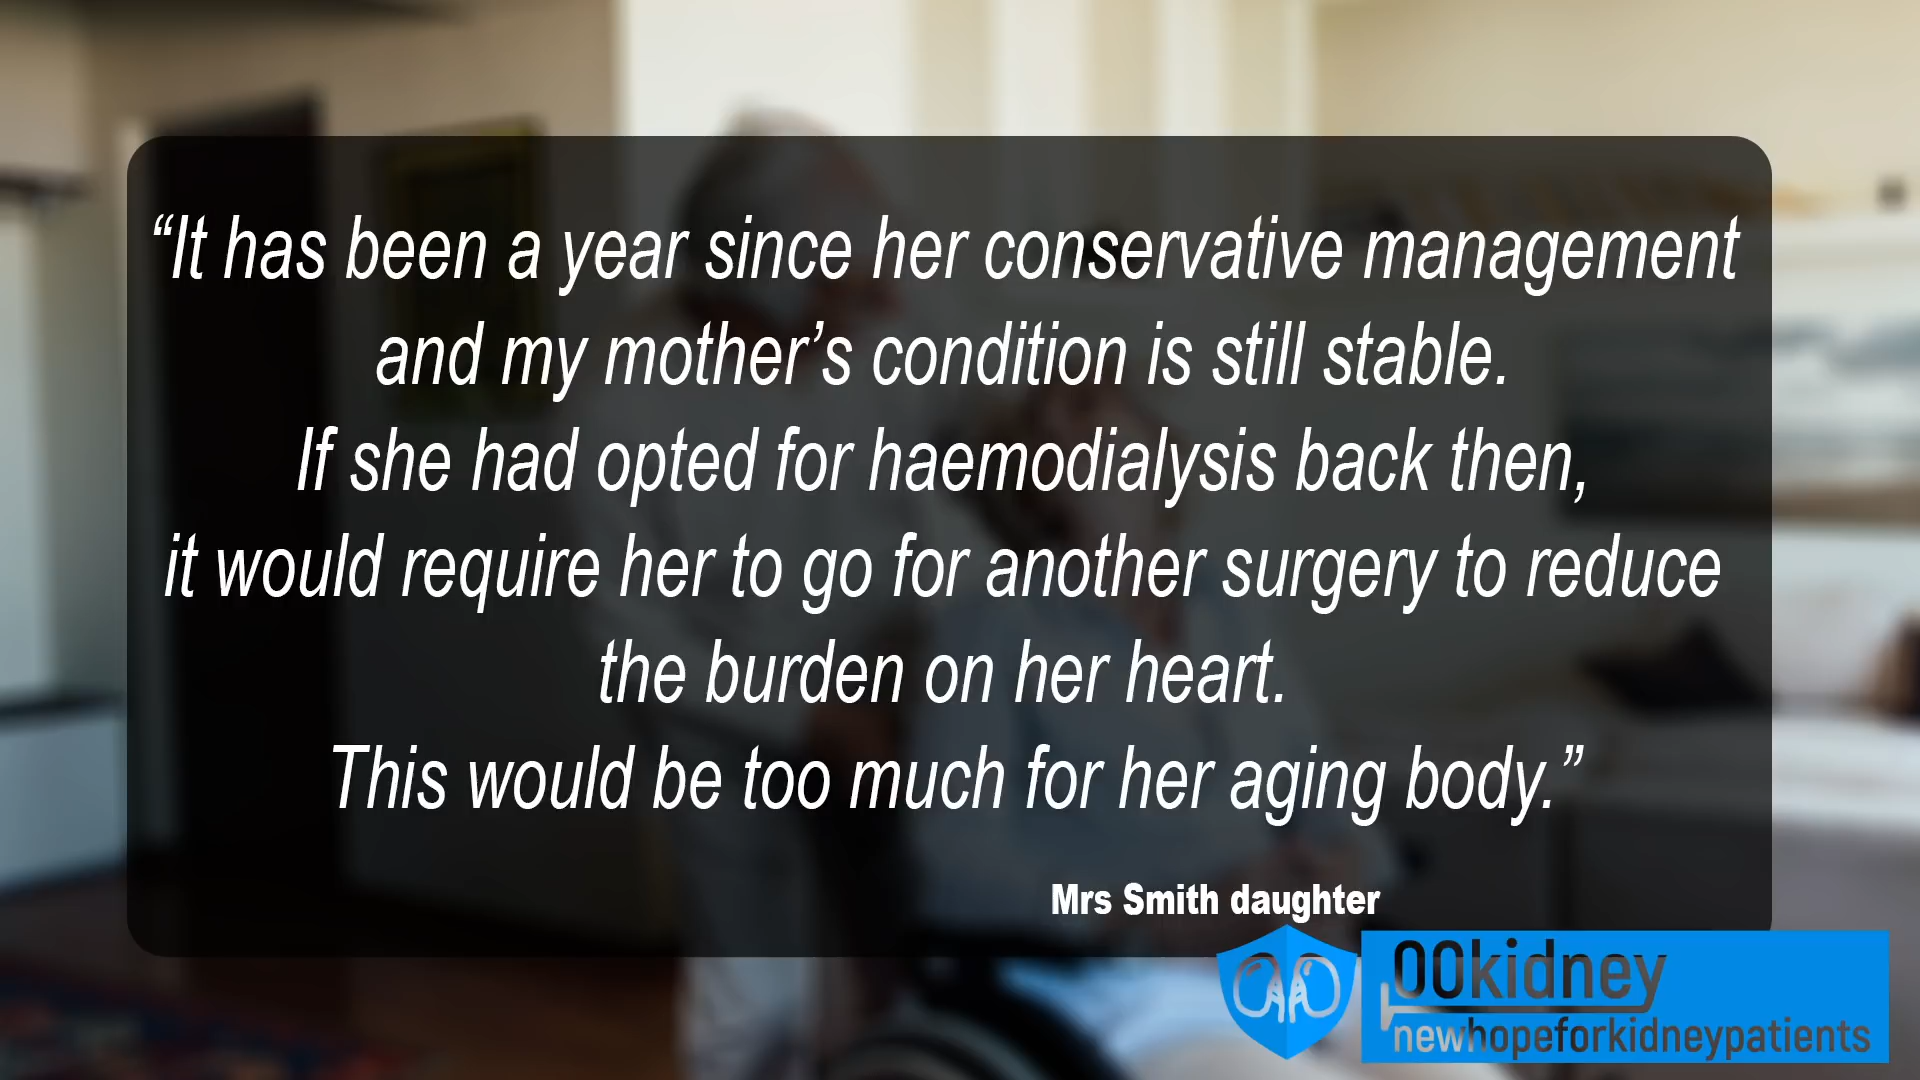 “It has been a year since her conservative management
and my mother’s condition is still stable.
If she had opted for haemodialysis back then,
it would require her to go for another surgery to reduce
the burden on her heart.
This would be too much for her aging body.”
Mrs Smith daughter
00kidney
newhopeforkidneypatients